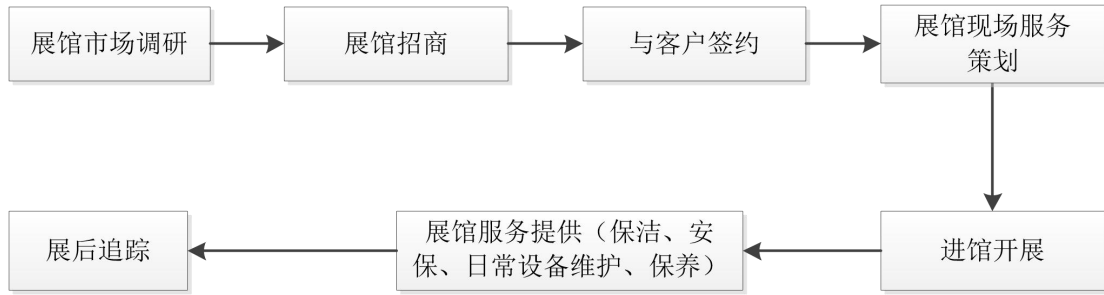 展馆市场调研
展馆招商
与客户签约
展馆现场服务
策划
进馆开展
展馆服务提供（保洁、安
保、日常设备维护、保养）
展后追踪